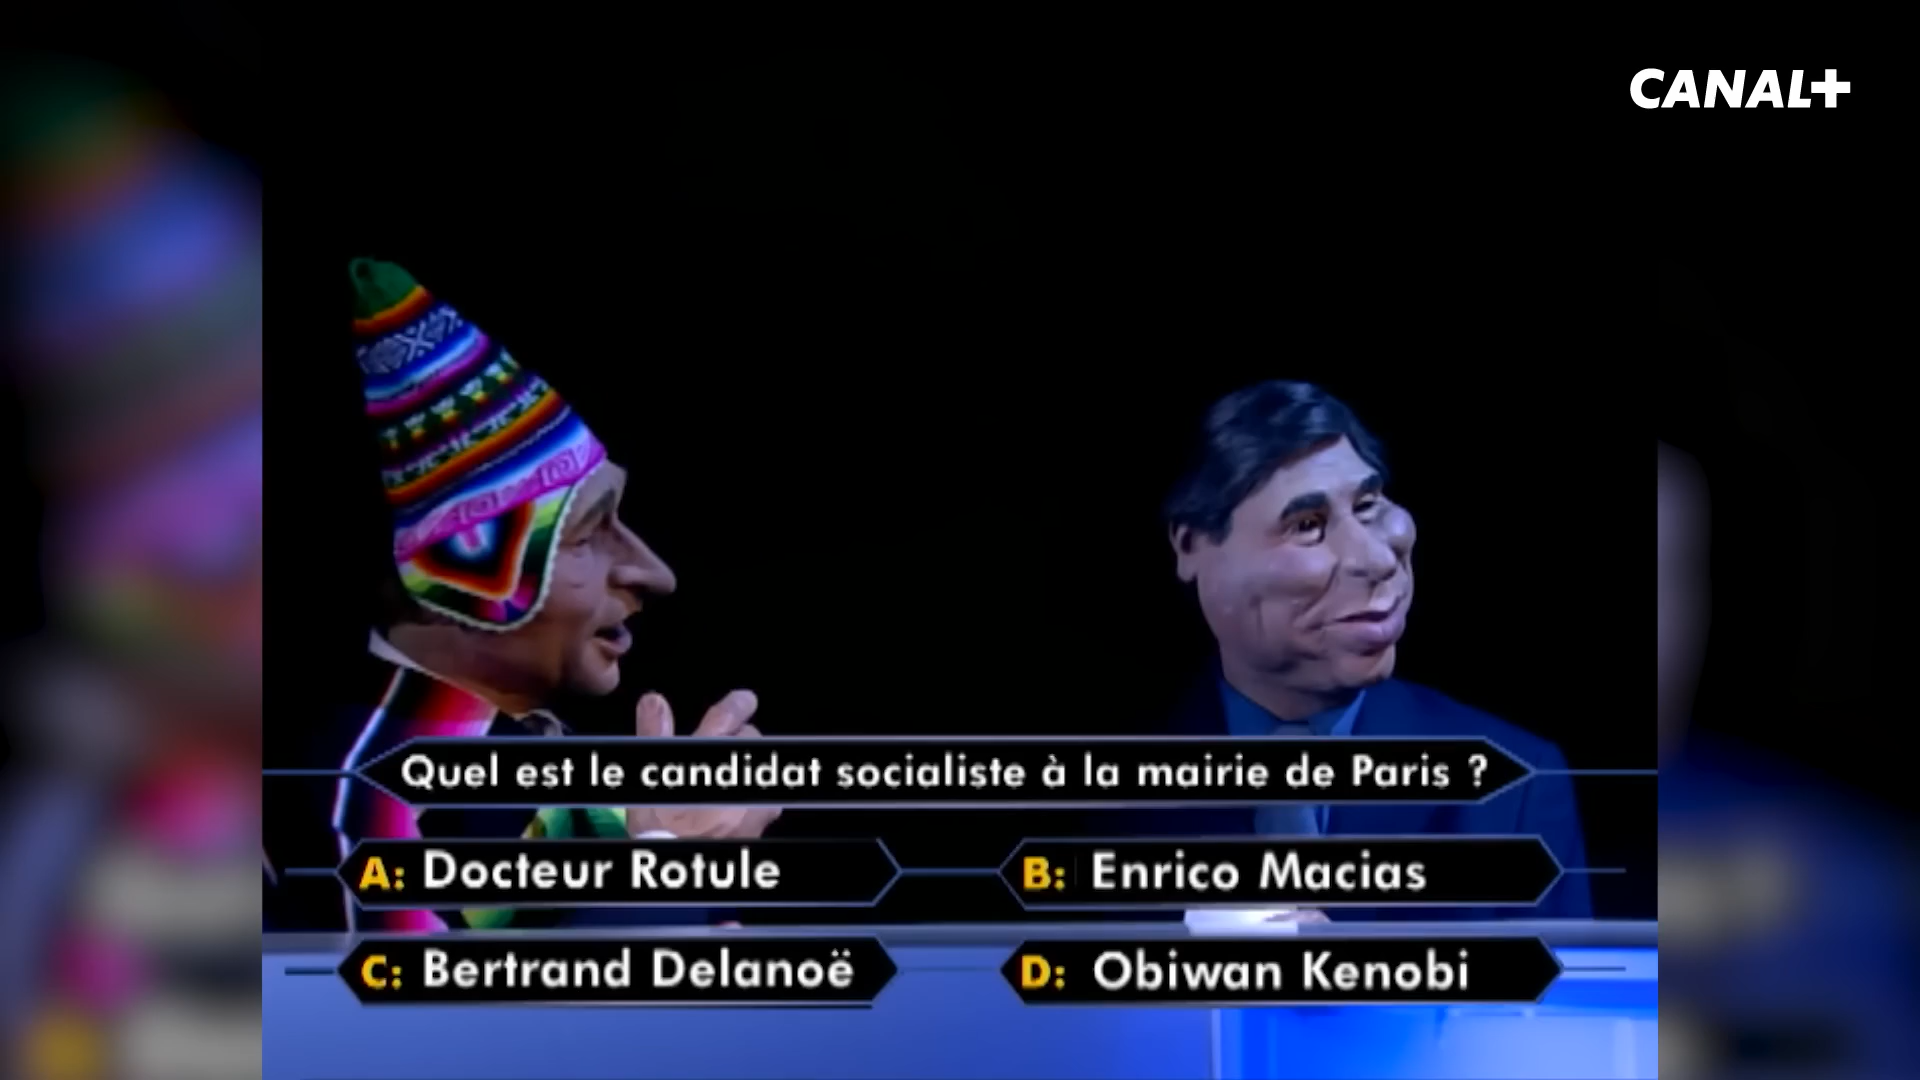 CANAL+
Quel est le candidat socialiste à la mairie de Paris ?
A: Docteur Rotule
B: Enrico Macias
C: Bertrand Delanoë
D: Obiwan Kenobi